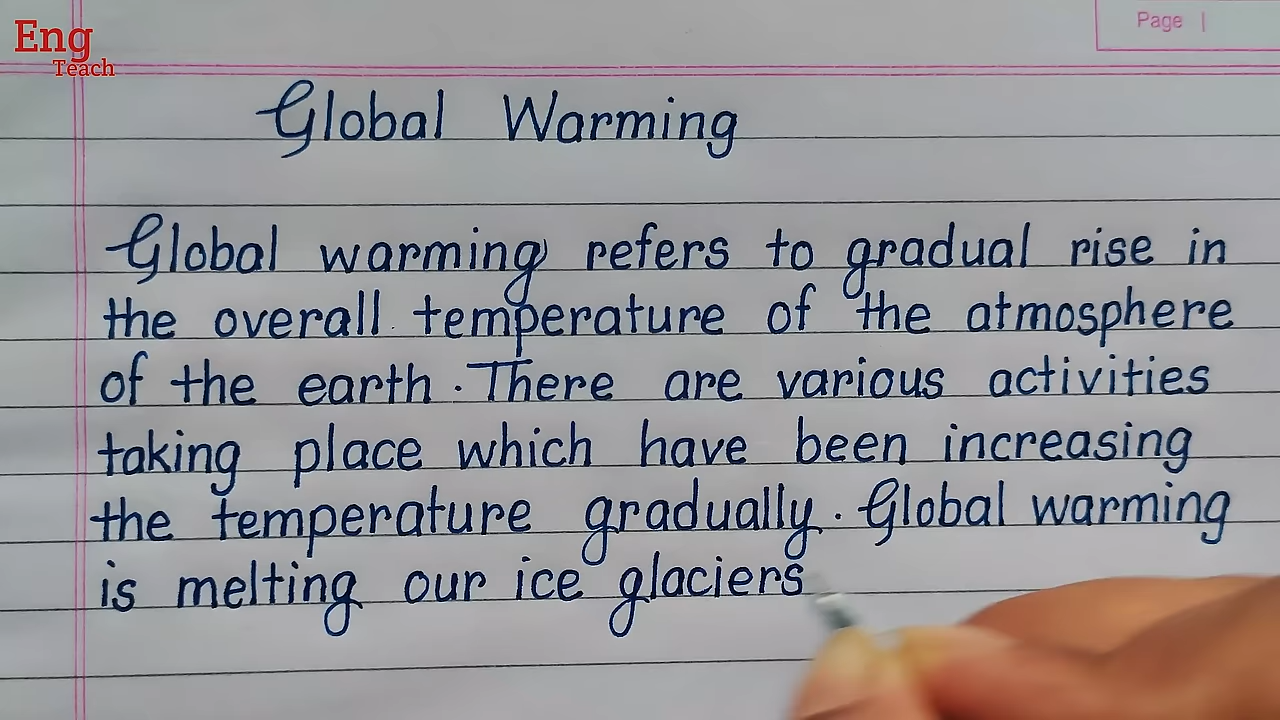 Eng
Teach
Page
Global Warming
Global warming refers to gradual rise in
the overall temperature of the atmosphere
of the earth. There are various activities
taking place which have been increasing
the temperature gradually. Global warming
is melting our ice glaciers